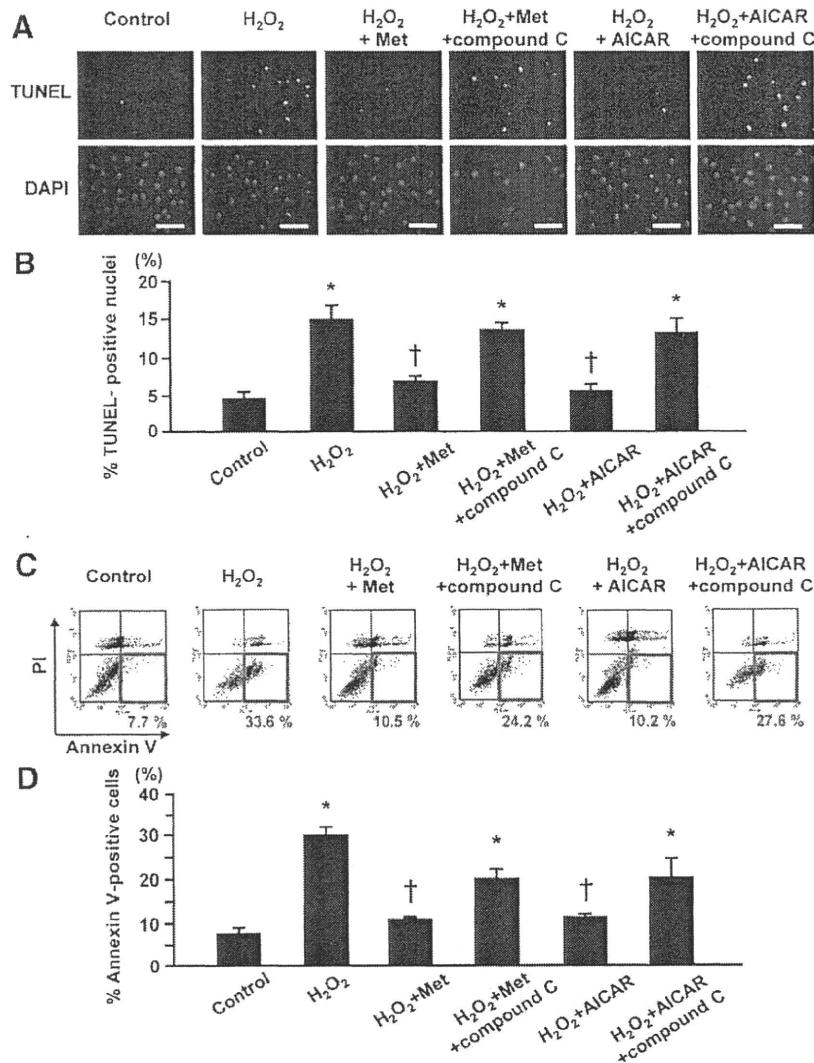 A
Control
H₂O₂
H₂O₂
+ Met
H₂O₂+Met
+compound C
H₂O₂
+ AICAR
H₂O₂+AICAR
+compound C
TUNEL
DAPI
B
(%)
% TUNEL- positive nuclei
20
15
10
5
0
*
†
*
†
*
Control
H₂O₂
H₂O₂+Met
H₂O₂+Met
+compound C
H₂O₂+AICAR
H₂O₂+AICAR
+compound C
C
Control
H₂O₂
H₂O₂
+ Met
H₂O₂+Met
+compound C
H₂O₂
+ AICAR
H₂O₂+AICAR
+compound C
PI
7.7 %
33.6 %
10.5 %
24.2 %
10.2 %
27.6 %
Annexin V
D
(%)
% Annexin V-positive cells
40
30
20
10
0
*
†
*
†
*
Control
H₂O₂
H₂O₂+Met
H₂O₂+Met
+compound C
H₂O₂+AICAR
H₂O₂+AICAR
+compound C